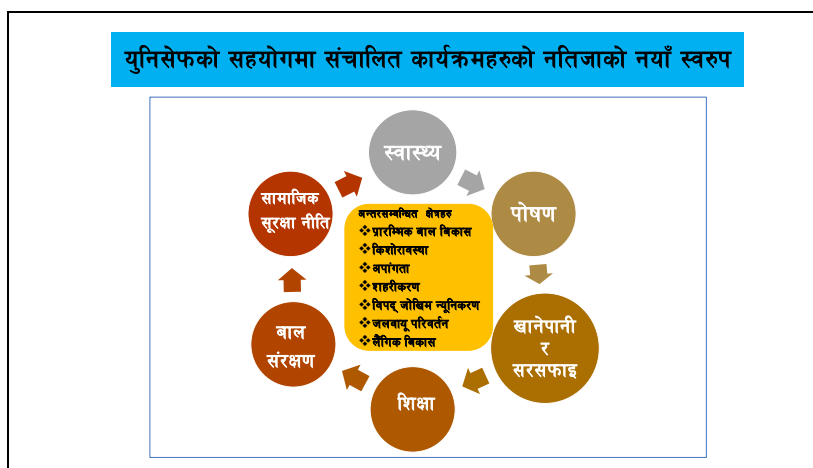 युनिसेफको सहयोगमा संचालित कार्यक्रमहरुको नतिजाको नयाँ स्वरुप
स्वास्थ्य
पोषण
खानेपानी
र
सरसफाइ
शिक्षा
बाल
संरक्षण
सामाजिक
सूरक्षा नीति
अन्तरसम्बन्धित क्षेत्रहरु
❖प्रारम्भिक बाल बिकास
❖किशोरावस्था
❖अपांगता
❖शहरीकरण
❖विपद् जोखिम न्यूनिकरण
❖जलबायू परिवर्तन
❖लैंगिक बिकास